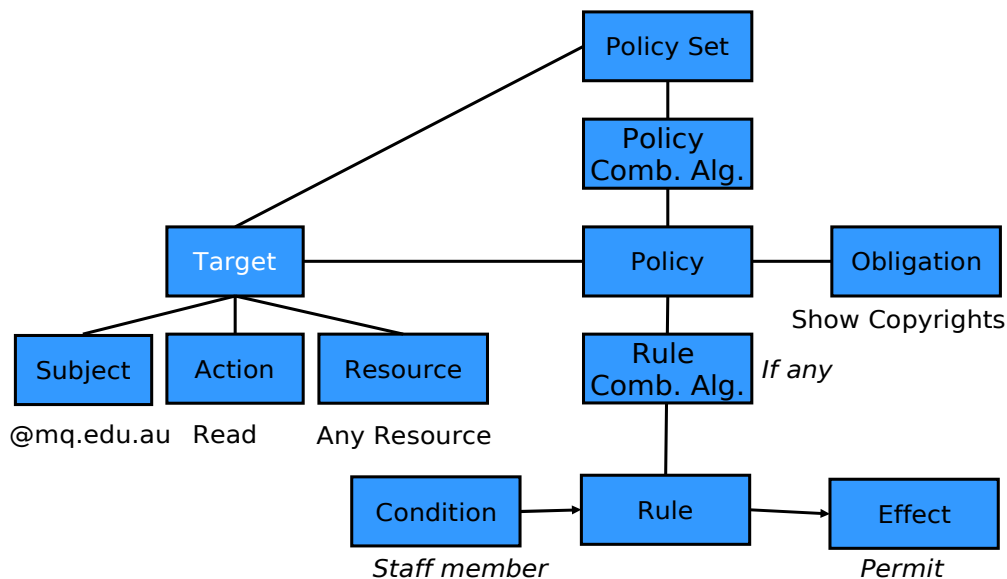 Policy Set
Policy
Comb. Alg.
Target
Policy
Obligation
Show Copyrights
Subject
Action
Resource
Rule
Comb. Alg.
If any
@mq.edu.au
Read
Any Resource
Condition
Rule
Effect
Staff member
Permit